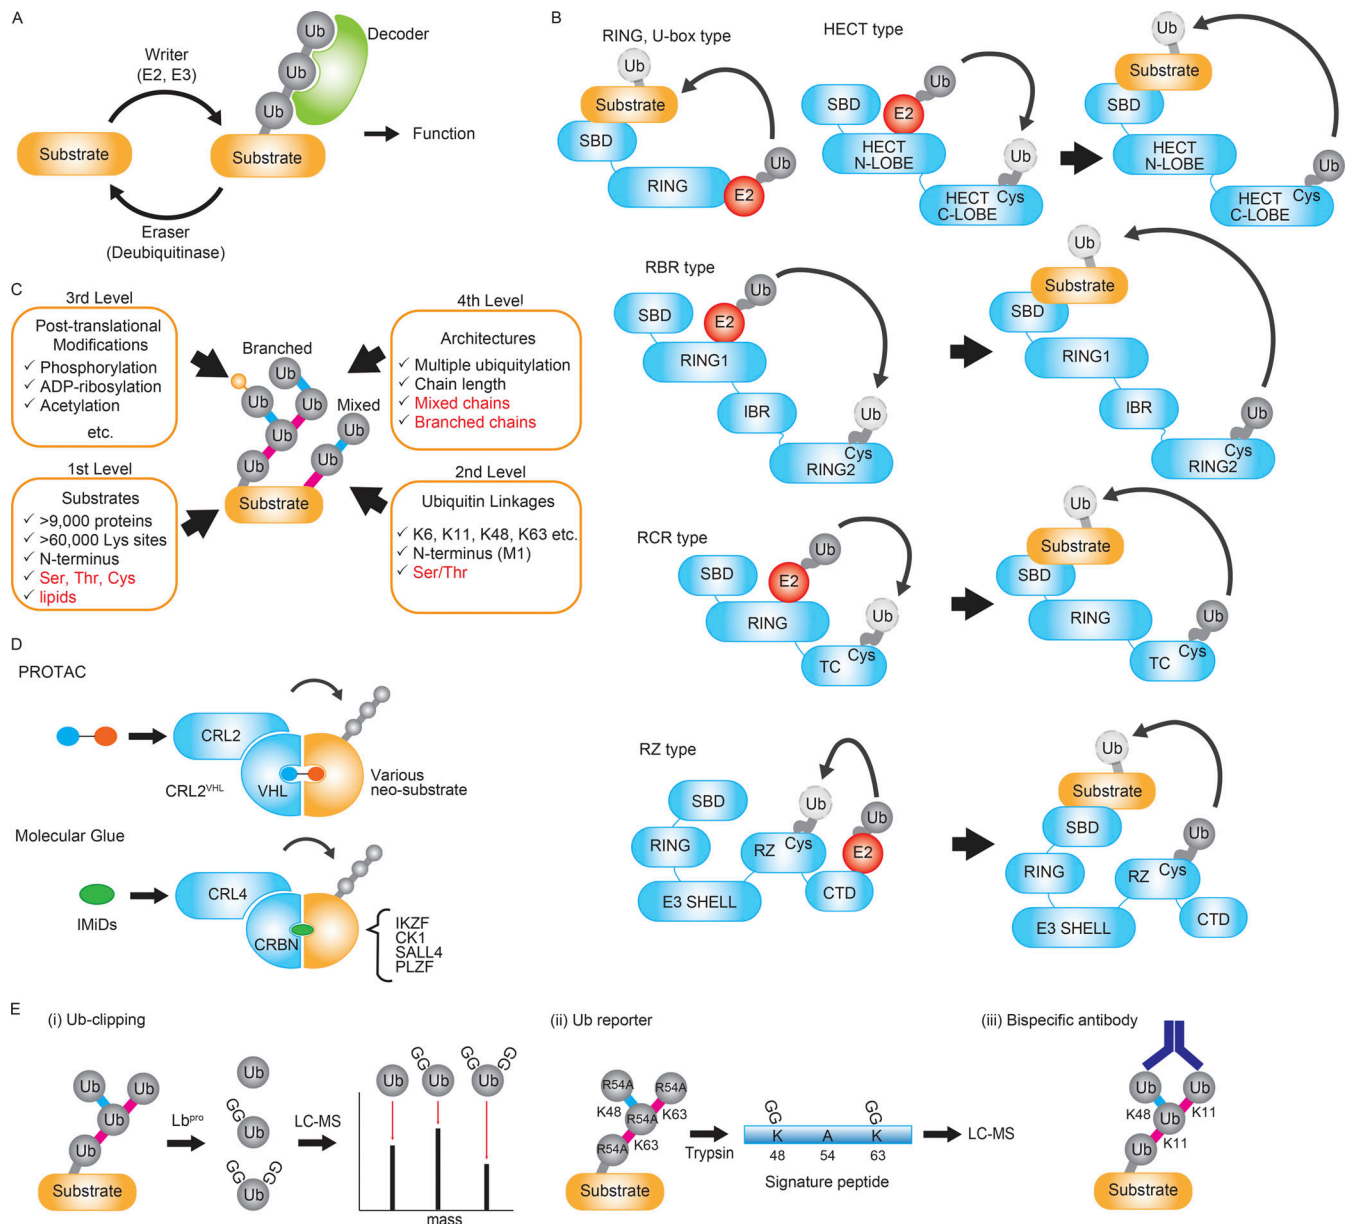 A
Ub
Ub
Ub
Decoder
Writer
(E2, E3)
Substrate
Substrate
Function
Eraser
(Deubiquitinase)
B
RING, U-box type
Ub
Substrate
SBD
RING
E2
Ub
HECT type
SBD
E2
Ub
HECT
N-LOBE
Ub
Cys
HECT
C-LOBE
Ub
Substrate
SBD
HECT
N-LOBE
Ub
Cys
HECT
C-LOBE
RBR type
SBD
E2
Ub
RING1
IBR
Ub
Cys
RING2
Ub
Substrate
SBD
RING1
IBR
Ub
Cys
RING2
RCR type
SBD
E2
Ub
RING
Ub
Cys
TC
Ub
Substrate
SBD
RING
Ub
Cys
TC
RZ type
SBD
RING
E3 SHELL
RZ
Cys
Ub
Ub
E2
CTD
Ub
Substrate
SBD
RING
E3 SHELL
RZ
Cys
Ub
CTD
C
3rd Level
Post-translational
Modifications
✓ Phosphorylation
✓ ADP-ribosylation
✓ Acetylation
etc.
4th Level
Architectures
✓ Multiple ubiquitylation
✓ Chain length
✓ Mixed chains
✓ Branched chains
Branched
Ub
Ub
Ub
Ub
Ub
Mixed
Ub
Ub
Substrate
1st Level
Substrates
✓ >9,000 proteins
✓ >60,000 Lys sites
✓ N-terminus
✓ Ser, Thr, Cys
✓ lipids
2nd Level
Ubiquitin Linkages
✓ K6, K11, K48, K63 etc.
✓ N-terminus (M1)
✓ Ser/Thr
D
PROTAC
CRL2
VHL
CRL2VHL
Various
neo-substrate
Molecular Glue
IMiDs
CRL4
CRBN
IKZF
CK1
SALL4
PLZF
E
(i) Ub-clipping
Ub
Ub
Ub
Ub
Substrate
Lbpro
Ub
GG
Ub
GG
GG
Ub
LC-MS
Ub
GG
Ub
GG
GG
Ub
mass
(ii) Ub reporter
R54A
R54A
K48
R54A
K63
R54A
K63
Substrate
Trypsin
GG
GG
K
A
K
48
54
63
Signature peptide
LC-MS
(iii) Bispecific antibody
Ub
Ub
K48
Ub
K11
Ub
K11
Substrate